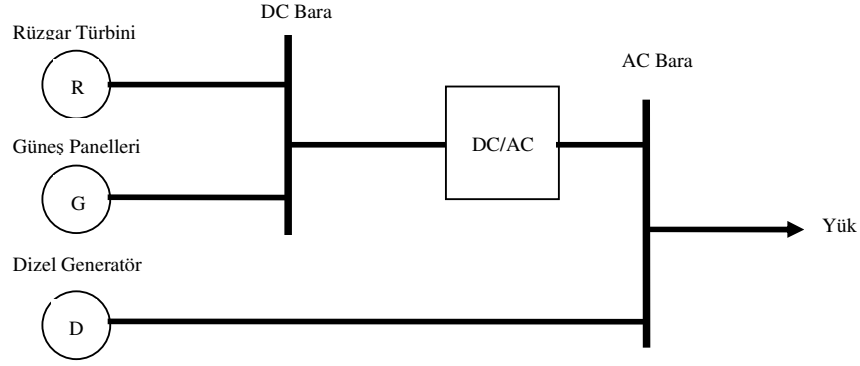 DC Bara
Rüzgar Türbini
R
AC Bara
DC/AC
Güneş Panelleri
G
Yük
Dizel Generatör
D